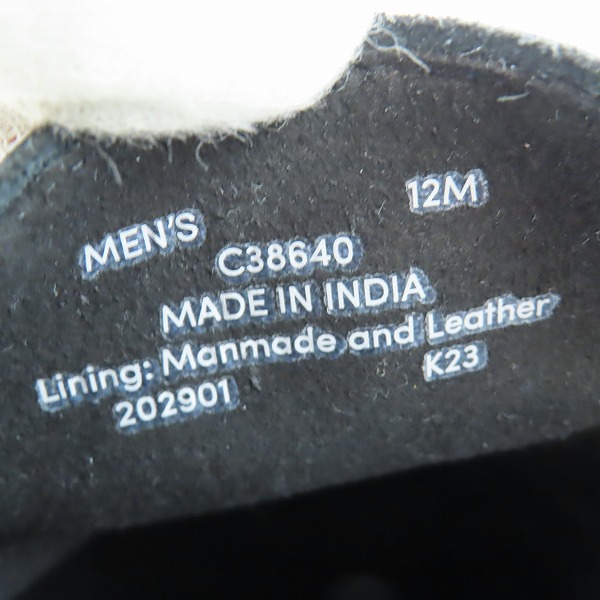 MEN'S 12M
C38640
MADE IN INDIA
Lining: Manmade and Leather
202901 K23